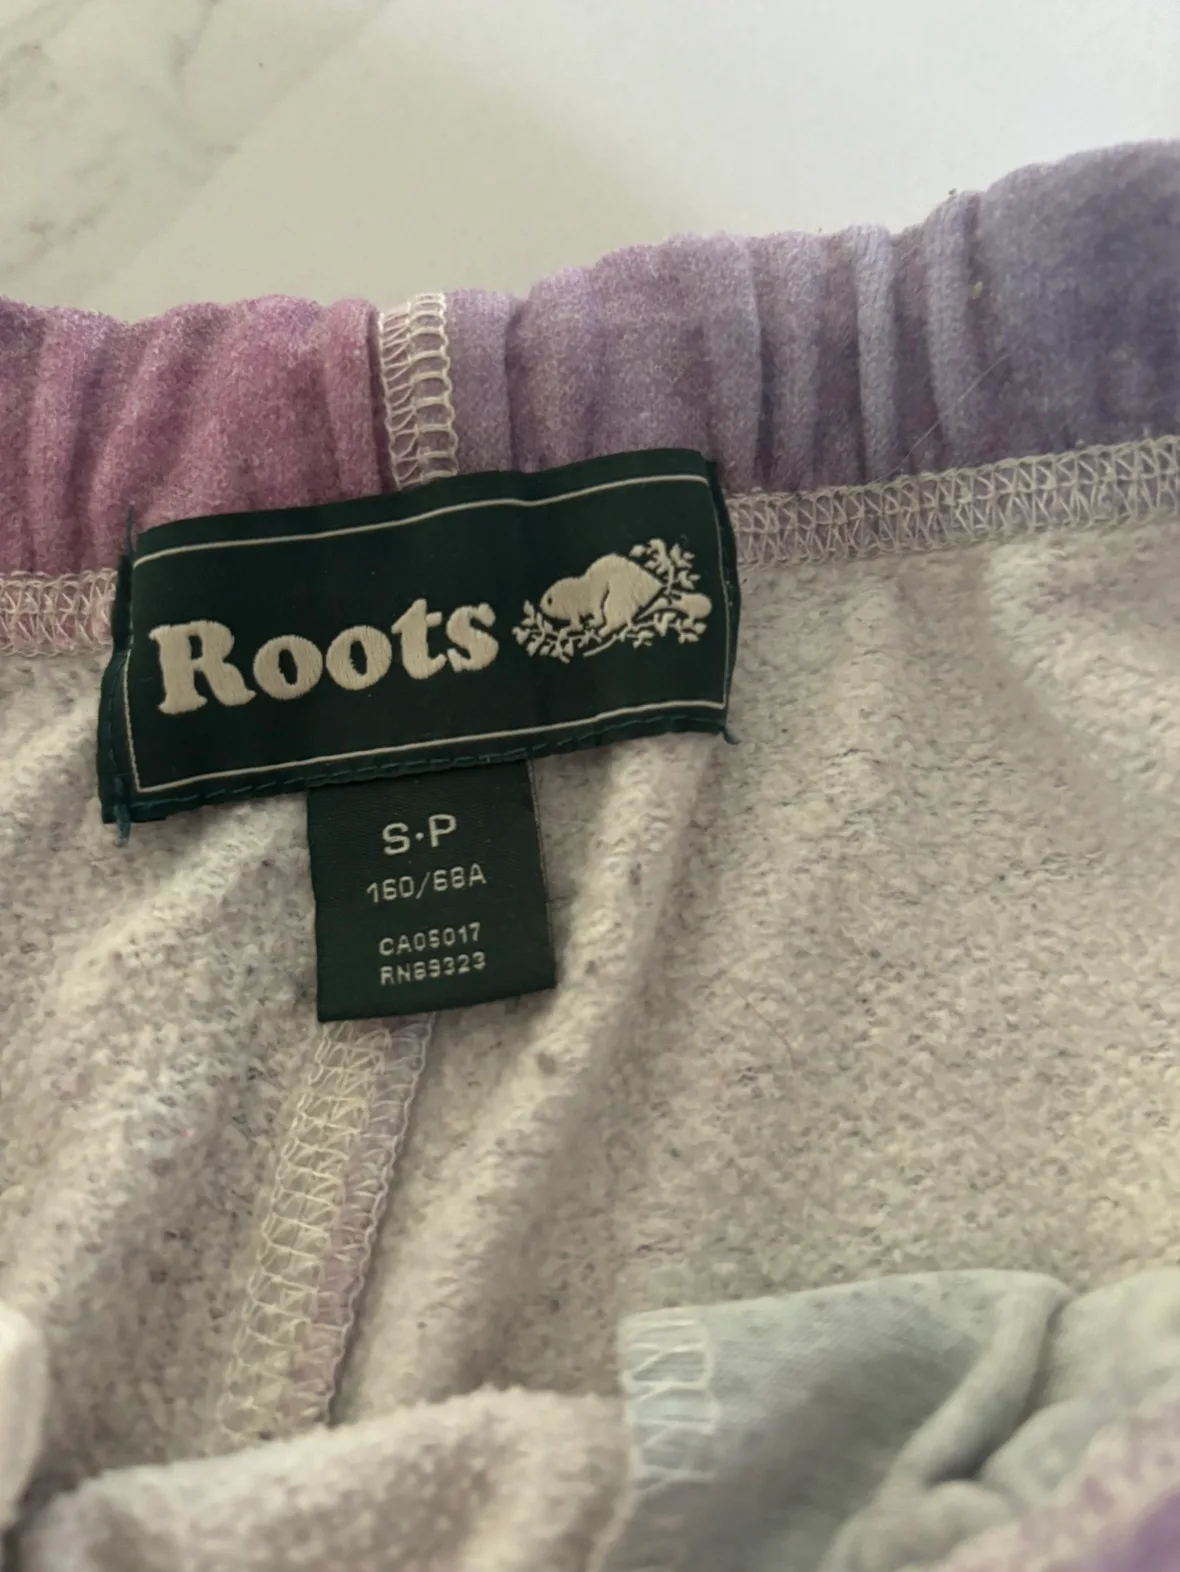 Roots
S·P
160/68A
CA05017
RN69323